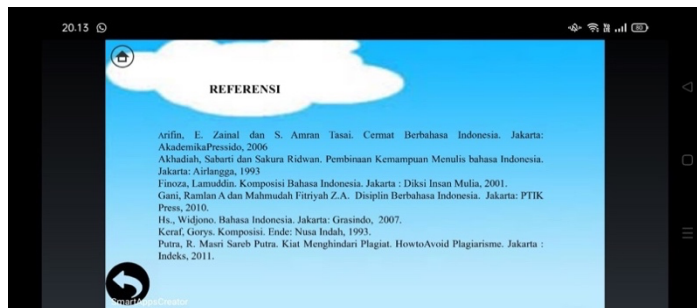 20.13
REFERENSI
Arifin, E. Zainal dan S. Amran Tasai. Cermat Berbahasa Indonesia. Jakarta:
AkademikaPressido, 2006
Akhadiah, Sabarti dan Sakura Ridwan. Pembinaan Kemampuan Menulis bahasa Indonesia.
Jakarta: Airlangga, 1993
Finoza, Lamuddin. Komposisi Bahasa Indonesia. Jakarta : Diksi Insan Mulia, 2001.
Gani, Ramlan A dan Mahmudah Fitriyah Z.A. Disiplin Berbahasa Indonesia. Jakarta: PTIK
Press, 2010.
Hs., Widjono. Bahasa Indonesia. Jakarta: Grasindo, 2007.
Keraf, Gorys. Komposisi. Ende: Nusa Indah, 1993.
Putra, R. Masri Sareb Putra. Kiat Menghindari Plagiat. HowtoAvoid Plagiarisme. Jakarta :
Indeks, 2011.
SmartAppsCreator